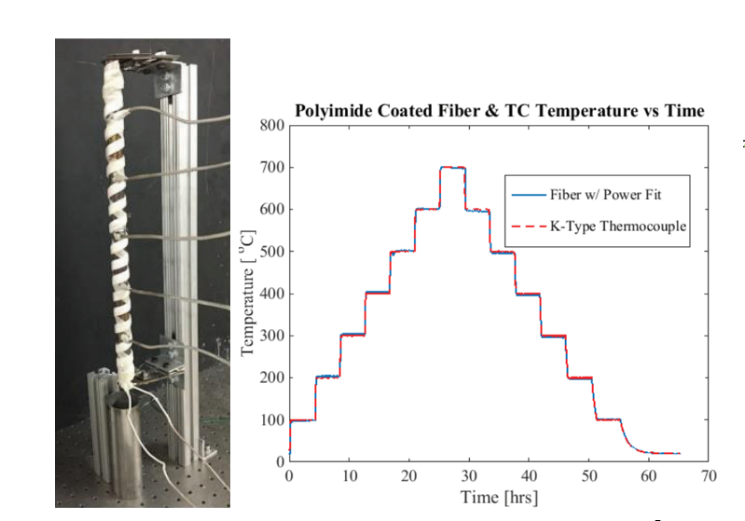 Polyimide Coated Fiber & TC Temperature vs Time
800
700
600
500
400
300
200
100
0
Temperature [ °C]
Fiber w/ Power Fit
K-Type Thermocouple
0 10 20 30 40 50 60 70
Time [hrs]